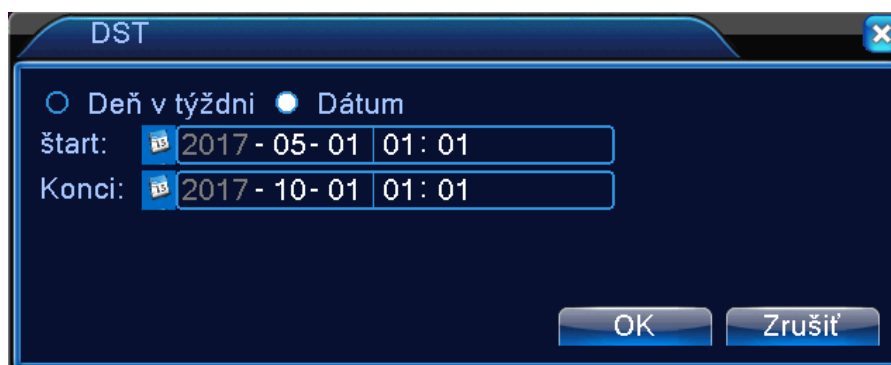 DST
Deň v týždni Dátum
štart: 2017-05-01 01:01
Konci: 2017-10-01 01:01
OK Zrušiť